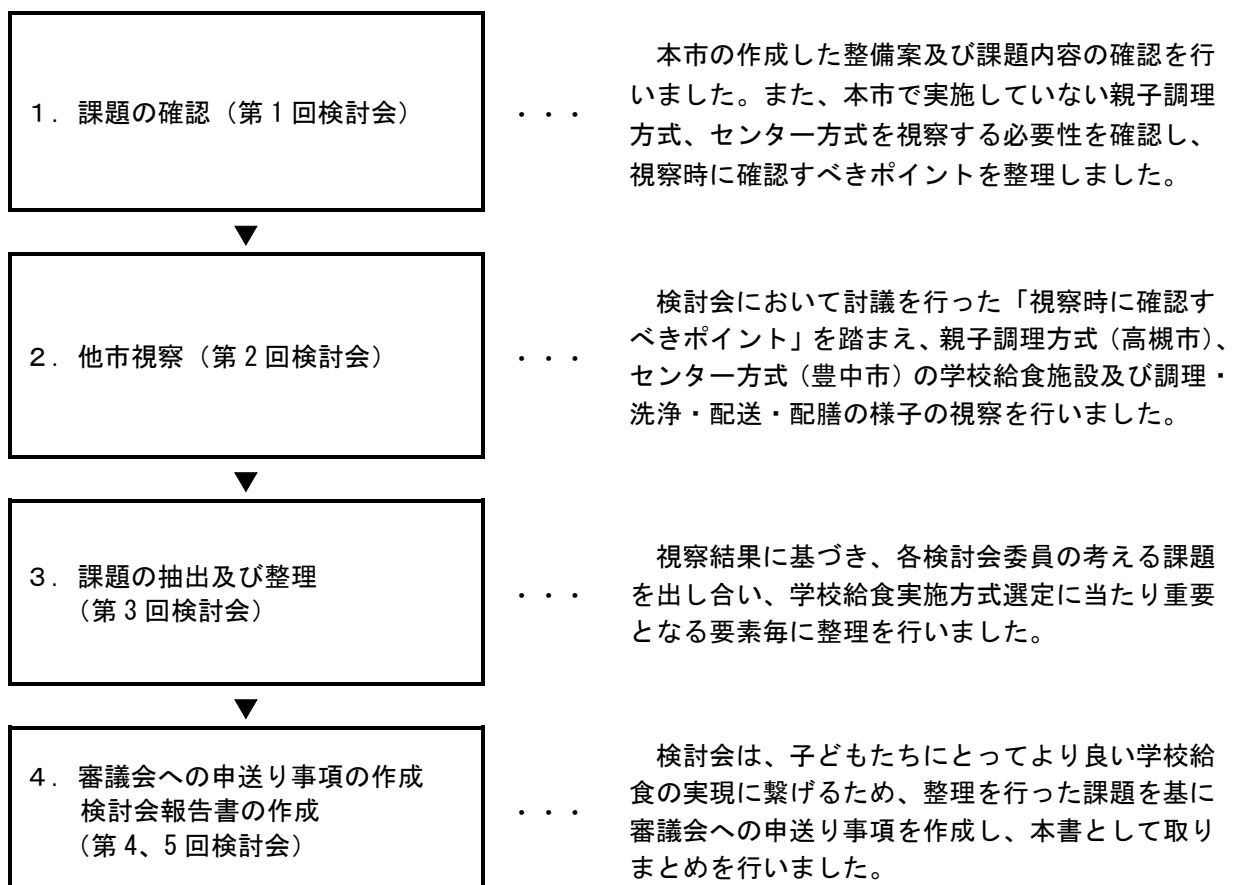 1．課題の確認（第1回検討会）
・・・
本市の作成した整備案及び課題内容の確認を行
いました。また、本市で実施していない親子調理
方式、センター方式を視察する必要性を確認し、
視察時に確認すべきポイントを整理しました。
▼
2．他市視察（第2回検討会）
・・・
検討会において討議を行った「視察時に確認す
べきポイント」を踏まえ、親子調理方式（高槻市）、
センター方式（豊中市）の学校給食施設及び調理・
洗浄・配送・配膳の様子の視察を行いました。
▼
3．課題の抽出及び整理
（第3回検討会）
・・・
視察結果に基づき、各検討会委員の考える課題
を出し合い、学校給食実施方式選定に当たり重要
となる要素毎に整理を行いました。
▼
4．審議会への申送り事項の作成
検討会報告書の作成
（第4、5回検討会）
・・・
検討会は、子どもたちにとってより良い学校給
食の実現に繋げるため、整理を行った課題を基に
審議会への申送り事項を作成し、本書として取り
まとめを行いました。